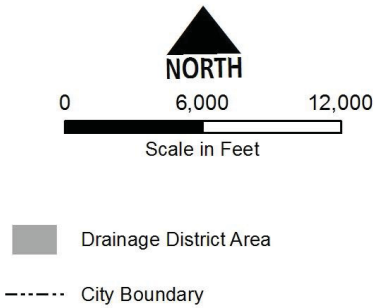 NORTH
0 6,000 12,000
Scale in Feet
Drainage District Area
City Boundary